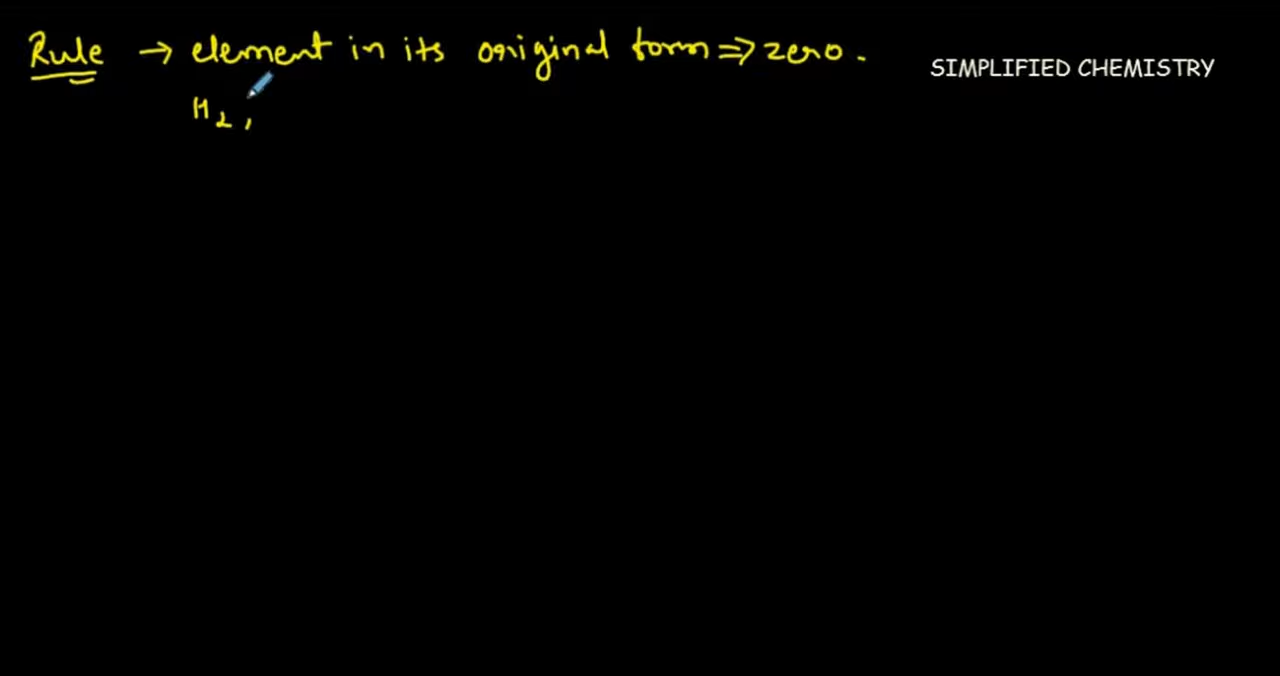 Rule → element in its original form ⇒ zero.
SIMPLIFIED CHEMISTRY
H₂,